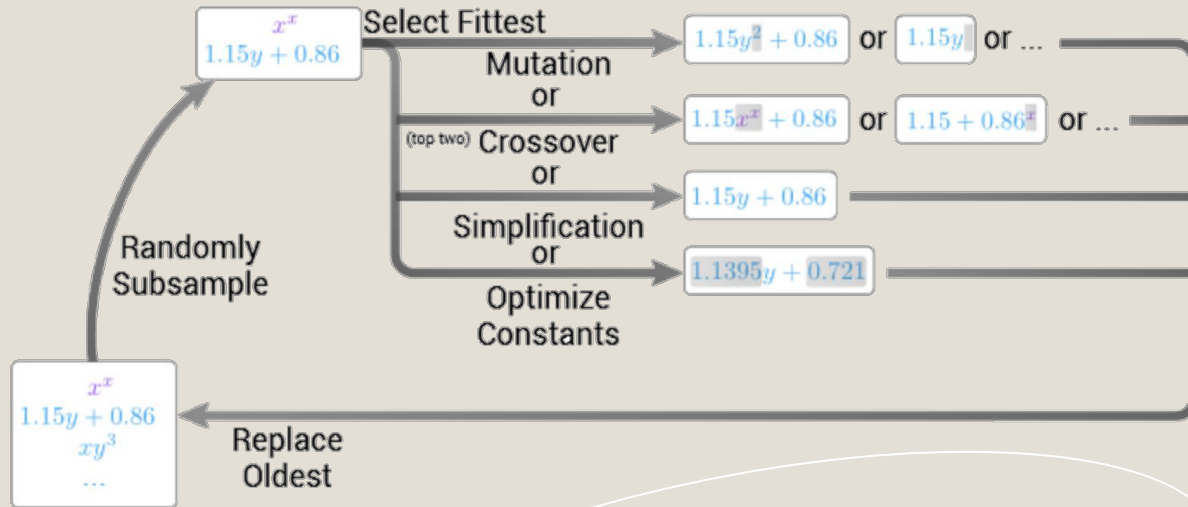 x^x
1.15y + 0.86
Select Fittest
1.15y^2 + 0.86 or 1.15y or ...
Mutation
or
1.15x^x + 0.86 or 1.15 + 0.86^x or ...
(top two) Crossover
or
1.15y + 0.86
Simplification
or
1.1395y + 0.721
Optimize
Constants
Randomly
Subsample
x^x
1.15y + 0.86
xy^3
...
Replace
Oldest